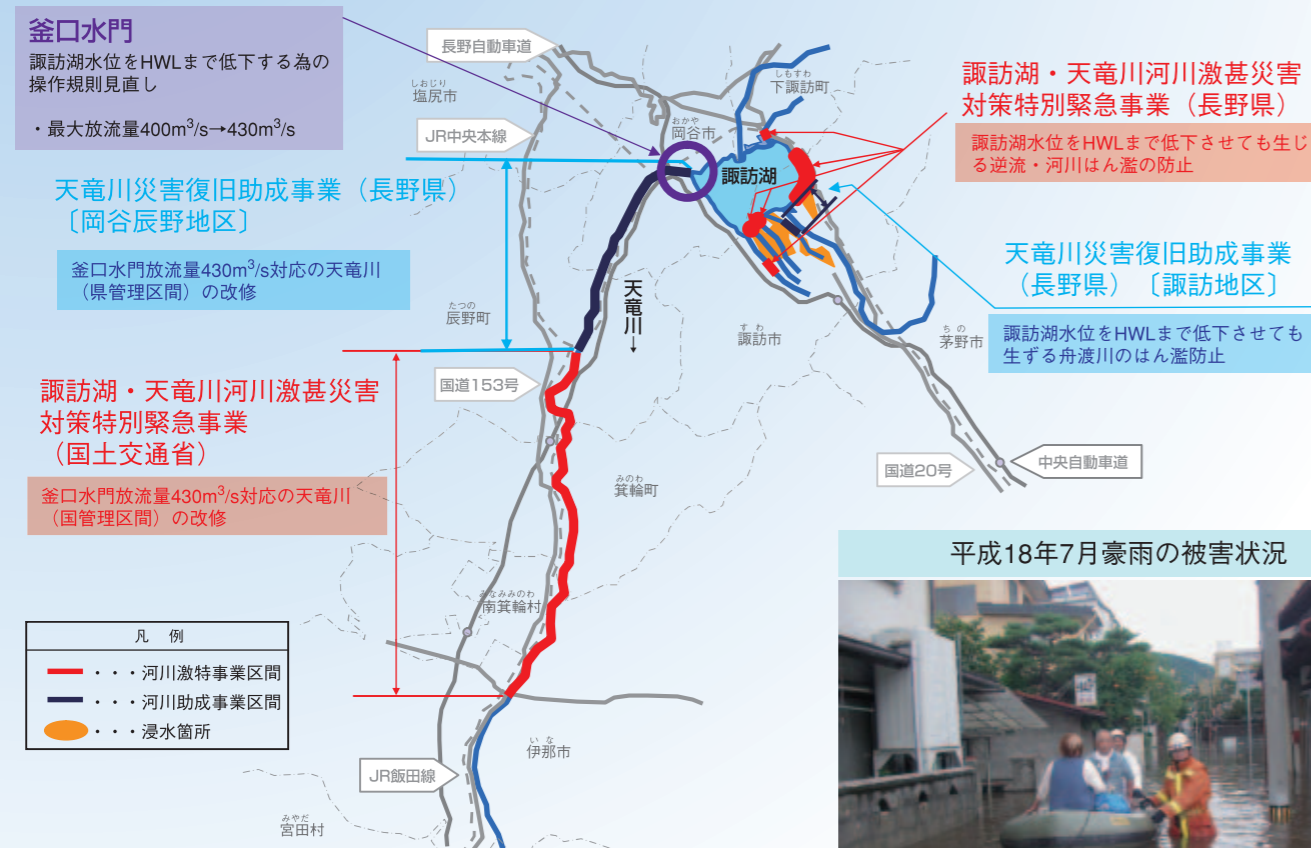 釜口水門
諏訪湖水位をHWLまで低下する為の
操作規則見直し
・最大放流量400m³/s→430m³/s
長野自動車道
しおじり
塩尻市
JR中央本線
おかや
岡谷市
しもすわ
下諏訪町
諏訪湖
諏訪湖・天竜川河川激甚災害
対策特別緊急事業（長野県）
諏訪湖水位をHWLまで低下させても生じ
る逆流・河川はん濫の防止
天竜川災害復旧助成事業（長野県）
〔岡谷辰野地区〕
釜口水門放流量430m³/s対応の天竜川
（県管理区間）の改修
天竜川災害復旧助成事業
（長野県）〔諏訪地区〕
諏訪湖水位をHWLまで低下させても
生ずる舟渡川のはん濫防止
たつの
辰野町
天竜川→
すわ
諏訪市
ちの
茅野市
諏訪湖・天竜川河川激甚災害
対策特別緊急事業
（国土交通省）
釜口水門放流量430m³/s対応の天竜川
（国管理区間）の改修
国道153号
みのわ
箕輪町
国道20号
中央自動車道
みなみみのわ
南箕輪村
凡 例
・・・河川激特事業区間
・・・河川助成事業区間
・・・浸水箇所
いな
伊那市
JR飯田線
みやだ
宮田村
平成18年7月豪雨の被害状況